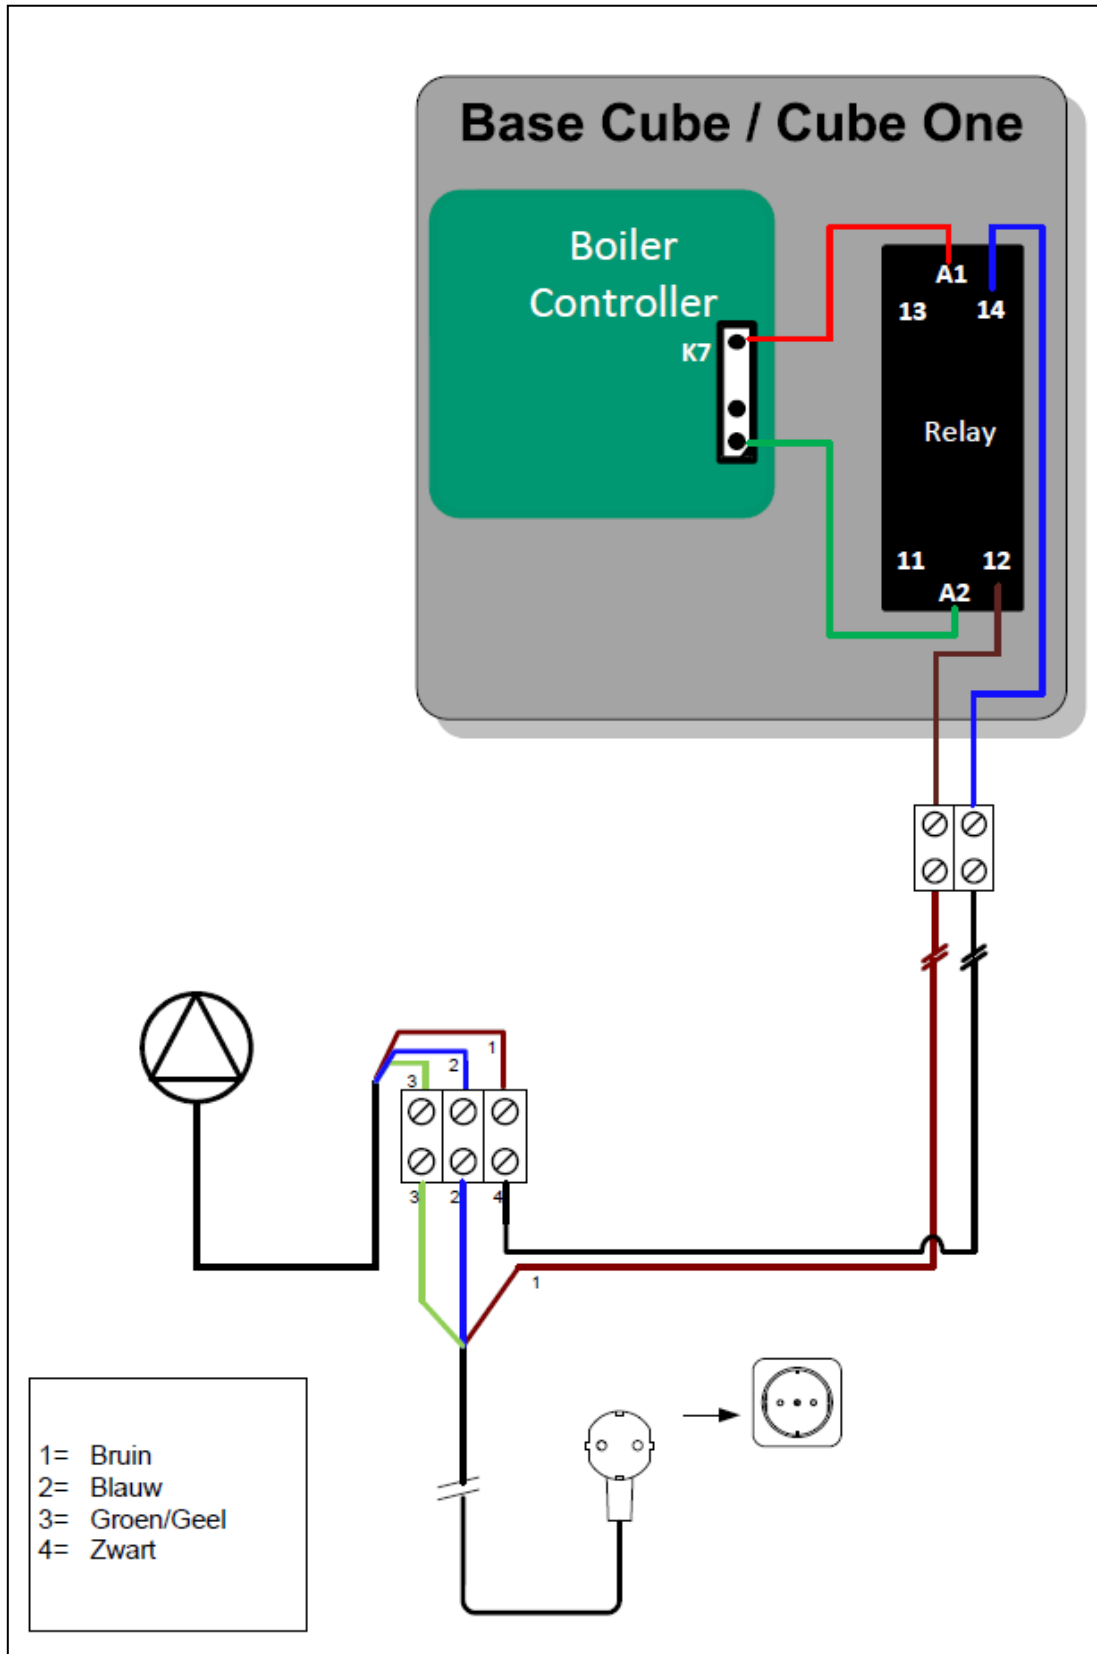 Base Cube / Cube One
Boiler
Controller
K7
A1
13 14
Relay
11 12
A2
1
2
3
3 2 4
1
1= Bruin
2= Blauw
3= Groen/Geel
4= Zwart